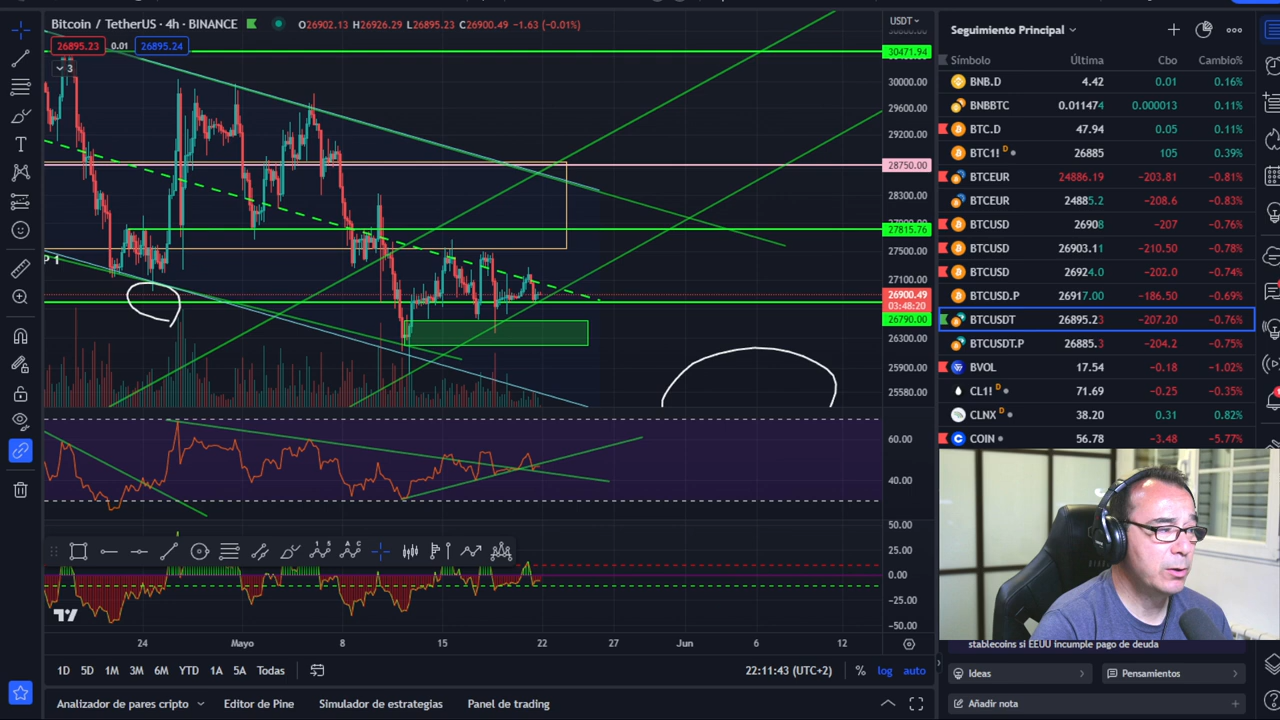 Bitcoin / TetherUS · 4h · BINANCE O26902.13 H26926.29 L26895.23 C26900.49 −1.63 (−0.01%)
26895.23 0.01 26895.24
3
USDT
30471.94
30000.00
29600.00
29200.00
28750.00
28300.00
27815.76
27500.00
27100.00
26900.49
03:48:20
26790.00
26300.00
25900.00
25580.00
P 1
60.00
40.00
50.00
25.00
0.00
−25.00
−50.00
24 Mayo 8 15 22 27 Jun 6 12
1D 5D 1M 3M 6M YTD 1A 5A Todas 22:11:43 (UTC+2) % log auto
Analizador de pares cripto Editor de Pine Simulador de estrategias Panel de trading
Seguimiento Principal
Símbolo Última Cbo Cambio%
BNB.D 4.42 0.01 0.16%
BNBBTC 0.011474 0.000013 0.11%
BTC.D 47.94 0.05 0.11%
BTC1! D 26885 105 0.39%
BTCEUR 24886.19 −203.81 −0.81%
BTCEUR 24885.2 −208.6 −0.83%
BTCUSD 26908 −207 −0.76%
BTCUSD 26903.11 −210.50 −0.78%
BTCUSD 26924.0 −202.0 −0.74%
BTCUSD.P 26917.00 −186.50 −0.69%
BTCUSDT 26895.23 −207.20 −0.76%
BTCUSDT.P 26885.3 −204.2 −0.75%
BVOL 17.54 −0.18 −1.02%
CL1! D 71.69 −0.25 −0.35%
CLNX D 38.20 0.31 0.82%
COIN 56.78 −3.48 −5.77%
stablecoins si EEUU incumple pago de deuda
Ideas Pensamientos
Añadir nota